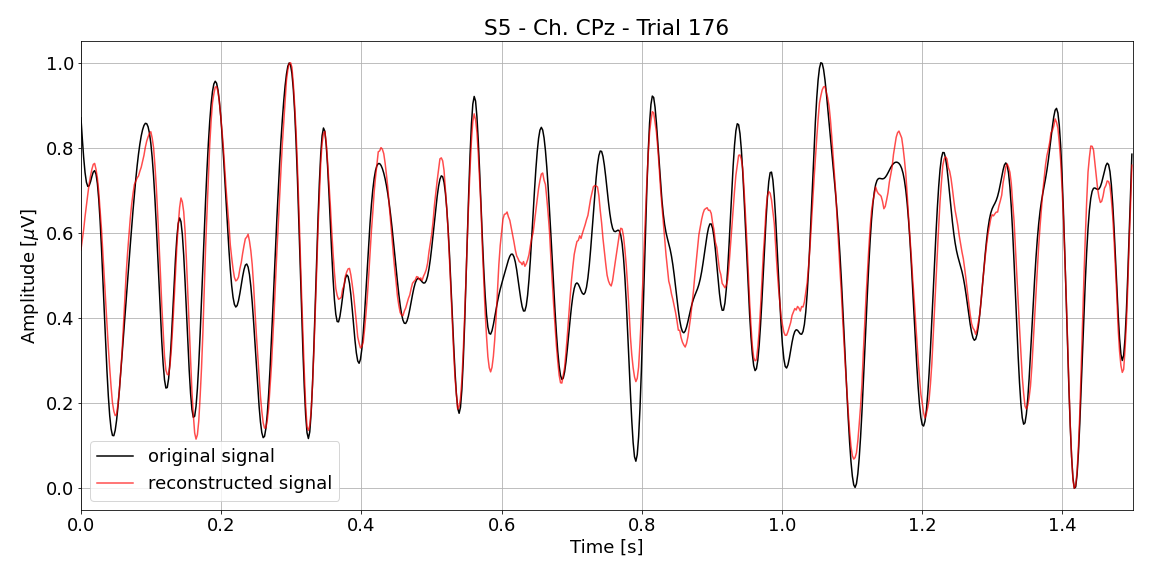 S5 - Ch. CPz - Trial 176
Amplitude [μV]
1.0
0.8
0.6
0.4
0.2
0.0
original signal
reconstructed signal
0.0 0.2 0.4 0.6 0.8 1.0 1.2 1.4
Time [s]